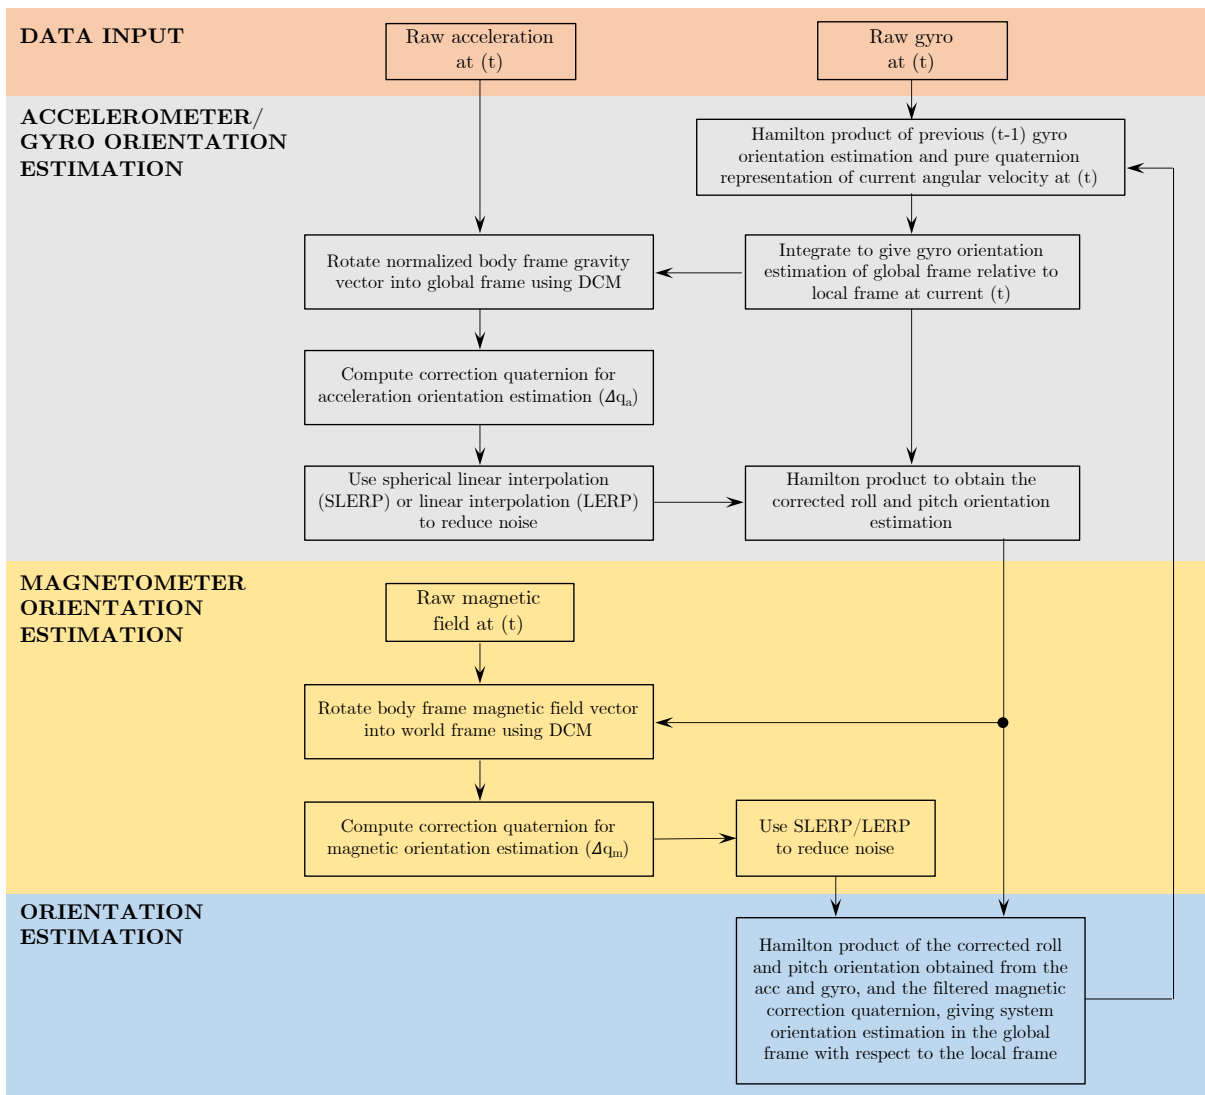 DATA INPUT
Raw acceleration
at (t)
Raw gyro
at (t)
ACCELEROMETER/
GYRO ORIENTATION
ESTIMATION
Hamilton product of previous (t-1) gyro
orientation estimation and pure quaternion
representation of current angular velocity at (t)
Rotate normalized body frame gravity
vector into global frame using DCM
Integrate to give gyro orientation
estimation of global frame relative to
local frame at current (t)
Compute correction quaternion for
acceleration orientation estimation (Δqa)
Use spherical linear interpolation
(SLERP) or linear interpolation (LERP)
to reduce noise
Hamilton product to obtain the
corrected roll and pitch orientation
estimation
MAGNETOMETER
ORIENTATION
ESTIMATION
Raw magnetic
field at (t)
Rotate body frame magnetic field vector
into world frame using DCM
Compute correction quaternion for
magnetic orientation estimation (Δqm)
Use SLERP/LERP
to reduce noise
ORIENTATION
ESTIMATION
Hamilton product of the corrected roll
and pitch orientation obtained from the
acc and gyro, and the filtered magnetic
correction quaternion, giving system
orientation estimation in the global
frame with respect to the local frame